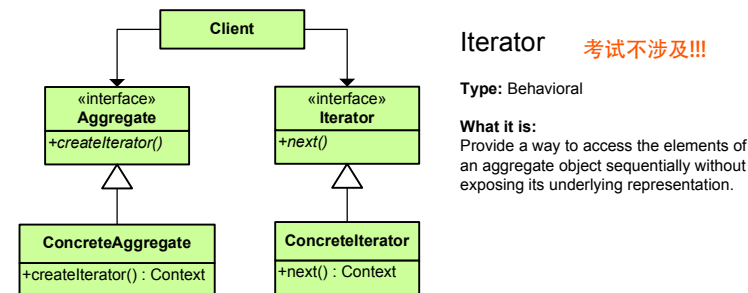 Client
«interface»
Aggregate
+createIterator()
«interface»
Iterator
+next()
ConcreteAggregate
+createIterator() : Context
ConcreteIterator
+next() : Context
Iterator
考试不涉及!!!
Type: Behavioral
What it is:
Provide a way to access the elements of
an aggregate object sequentially without
exposing its underlying representation.